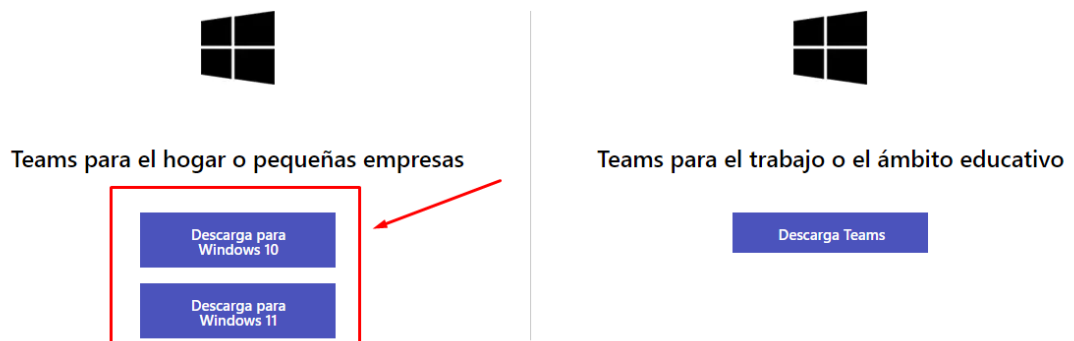 Teams para el hogar o pequeñas empresas
Descarga para
Windows 10
Descarga para
Windows 11
Teams para el trabajo o el ámbito educativo
Descarga Teams